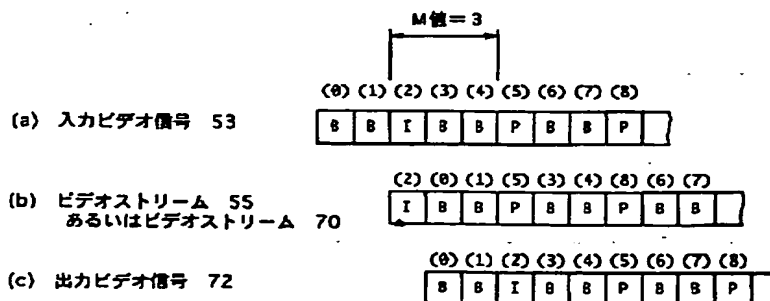 M値＝3
(0) (1) (2) (3) (4) (5) (6) (7) (8)
(a) 入力ビデオ信号 53
B B I B B P B B P
(2) (0) (1) (5) (3) (4) (8) (6) (7)
(b) ビデオストリーム 55
あるいはビデオストリーム 70
I B B P B B P B B
(0) (1) (2) (3) (4) (5) (6) (7) (8)
(c) 出力ビデオ信号 72
B B I B B P B B P